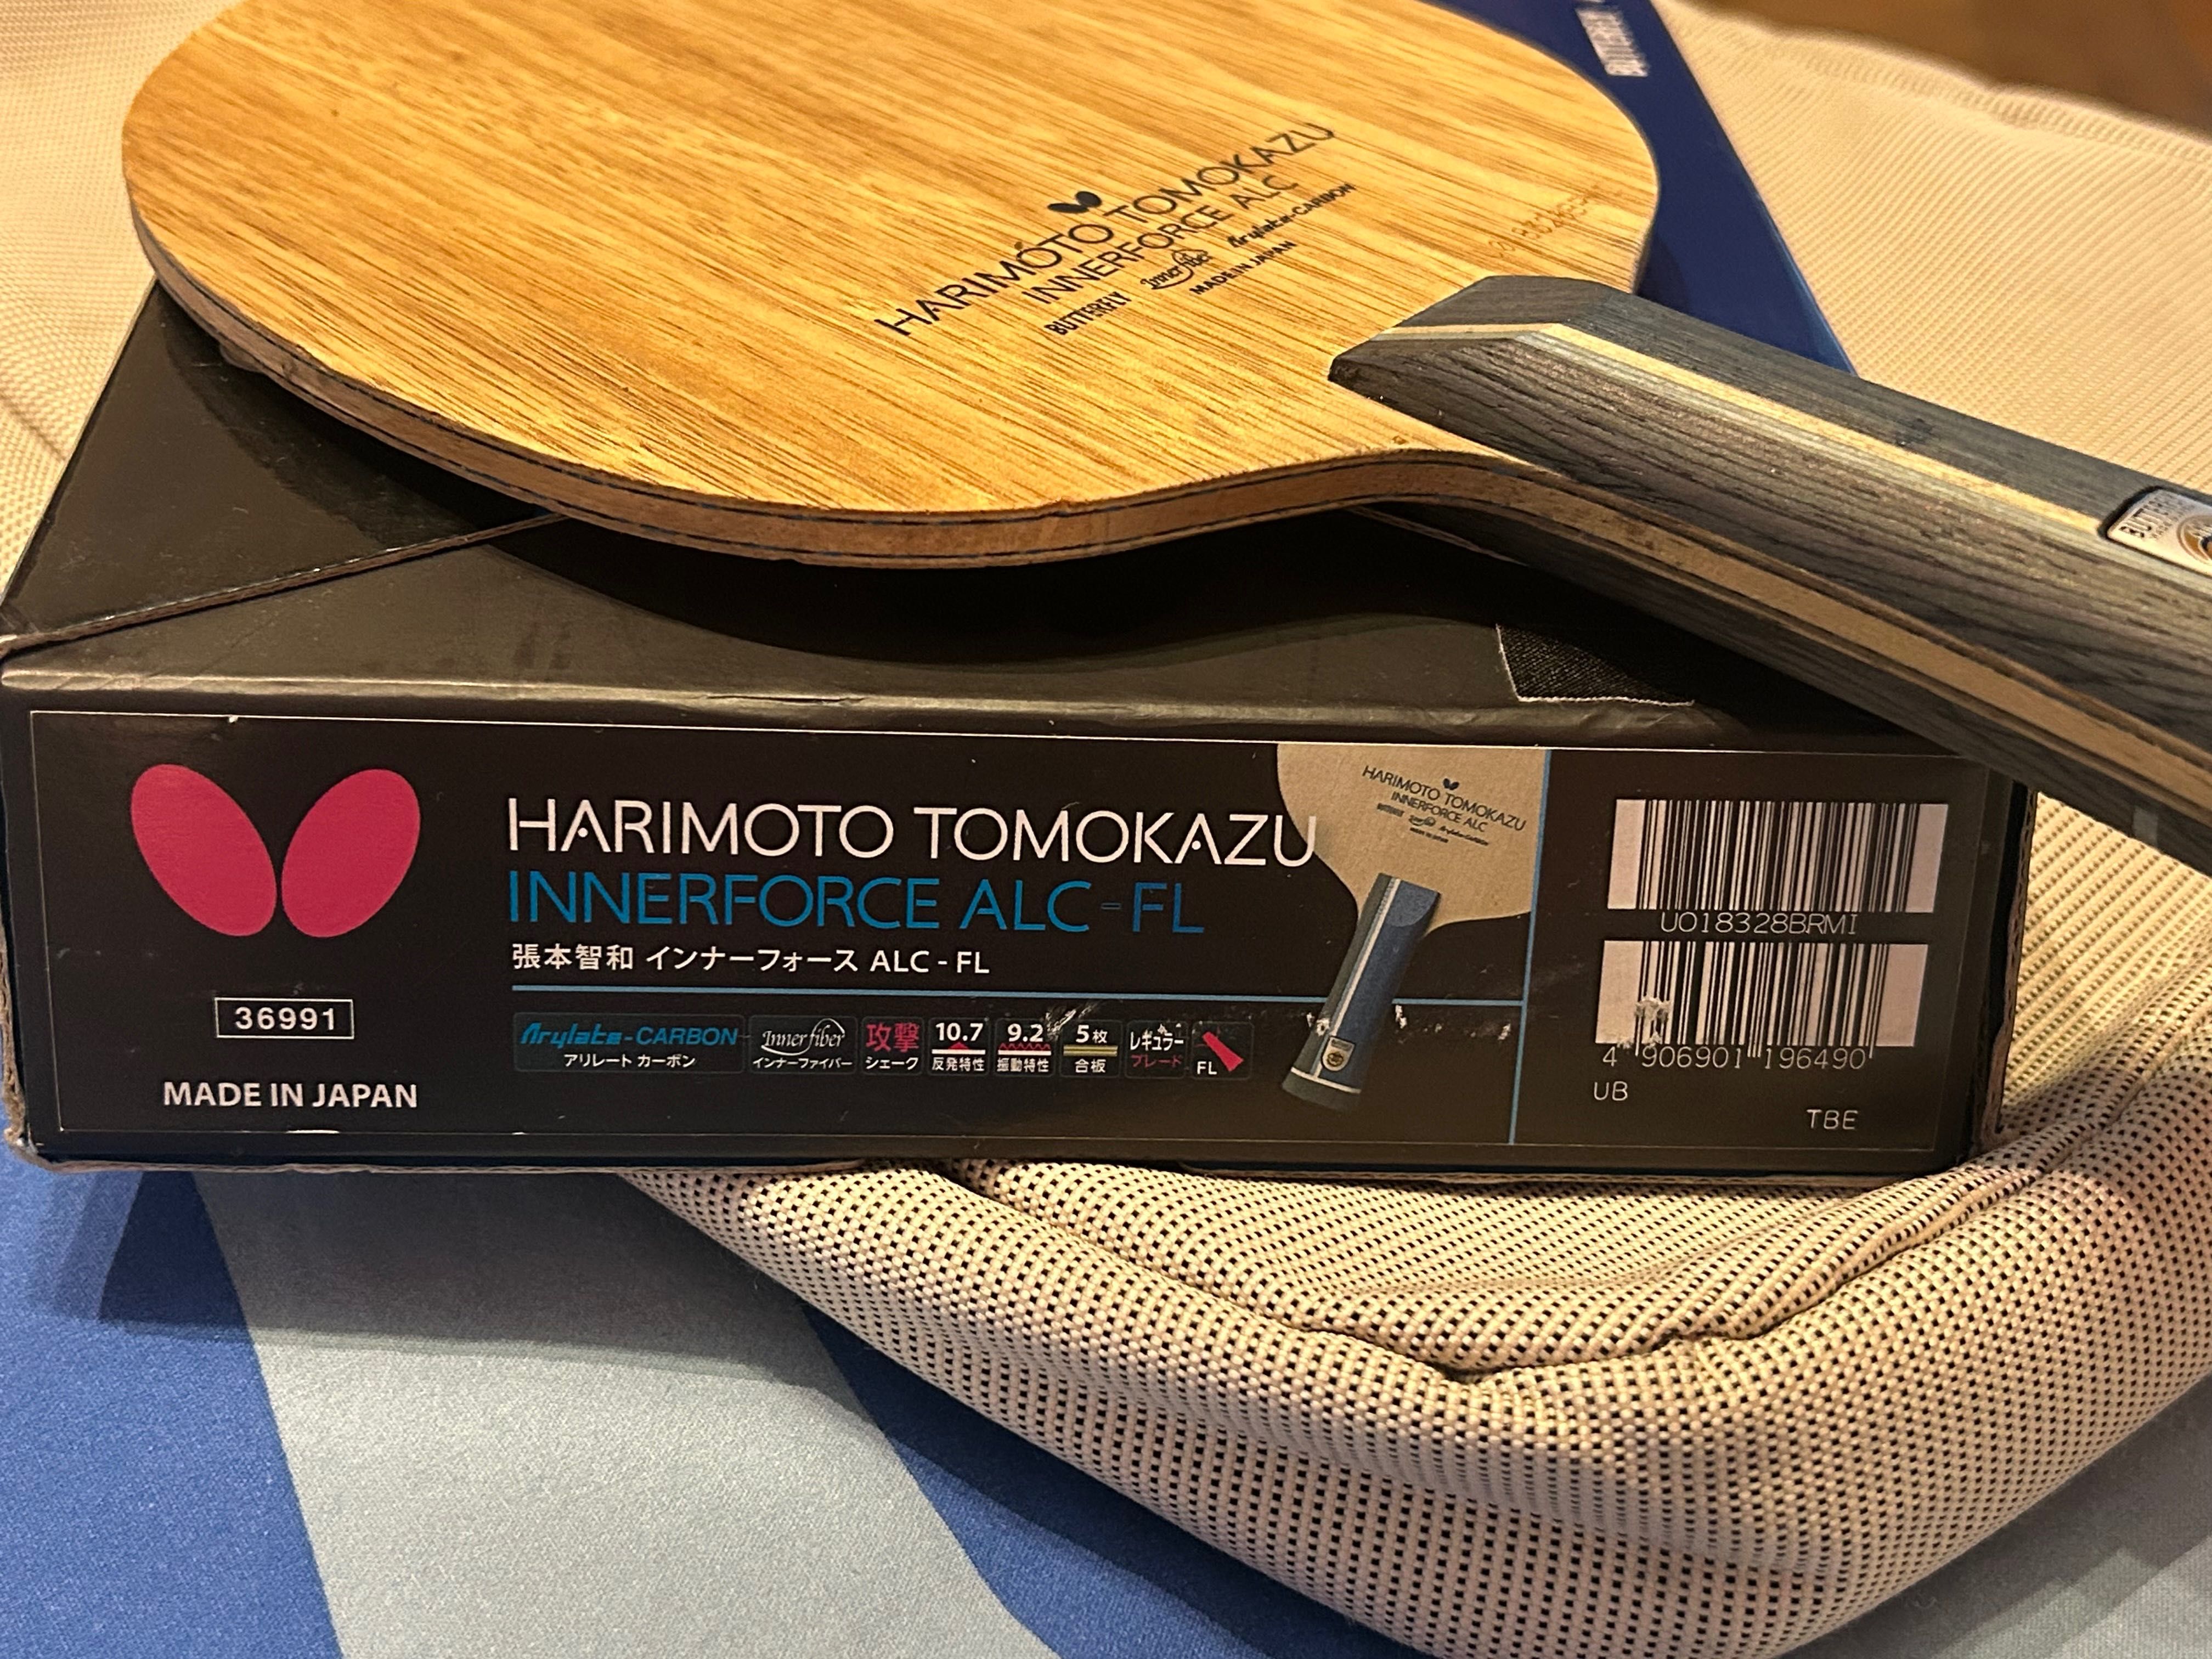 BUTTERFLY
HARIMOTO TOMOKAZU
INNERFORCE ALC
BUTTERFLY Innerfiber Arylate-CARBON
MADE IN JAPAN
HARIMOTO TOMOKAZU
INNERFORCE ALC - FL
張本智和 インナーフォース ALC - FL
36991
MADE IN JAPAN
Arylate-CARBON
アリレート カーボン
Innerfiber
インナーファイバー
攻撃
シェーク
10.7
反発特性
9.2
振動特性
5枚
合板
レギュラー
ブレード
FL
HARIMOTO TOMOKAZU
INNERFORCE ALC
U018328BRMI
4 906901 196490
UB
TBE